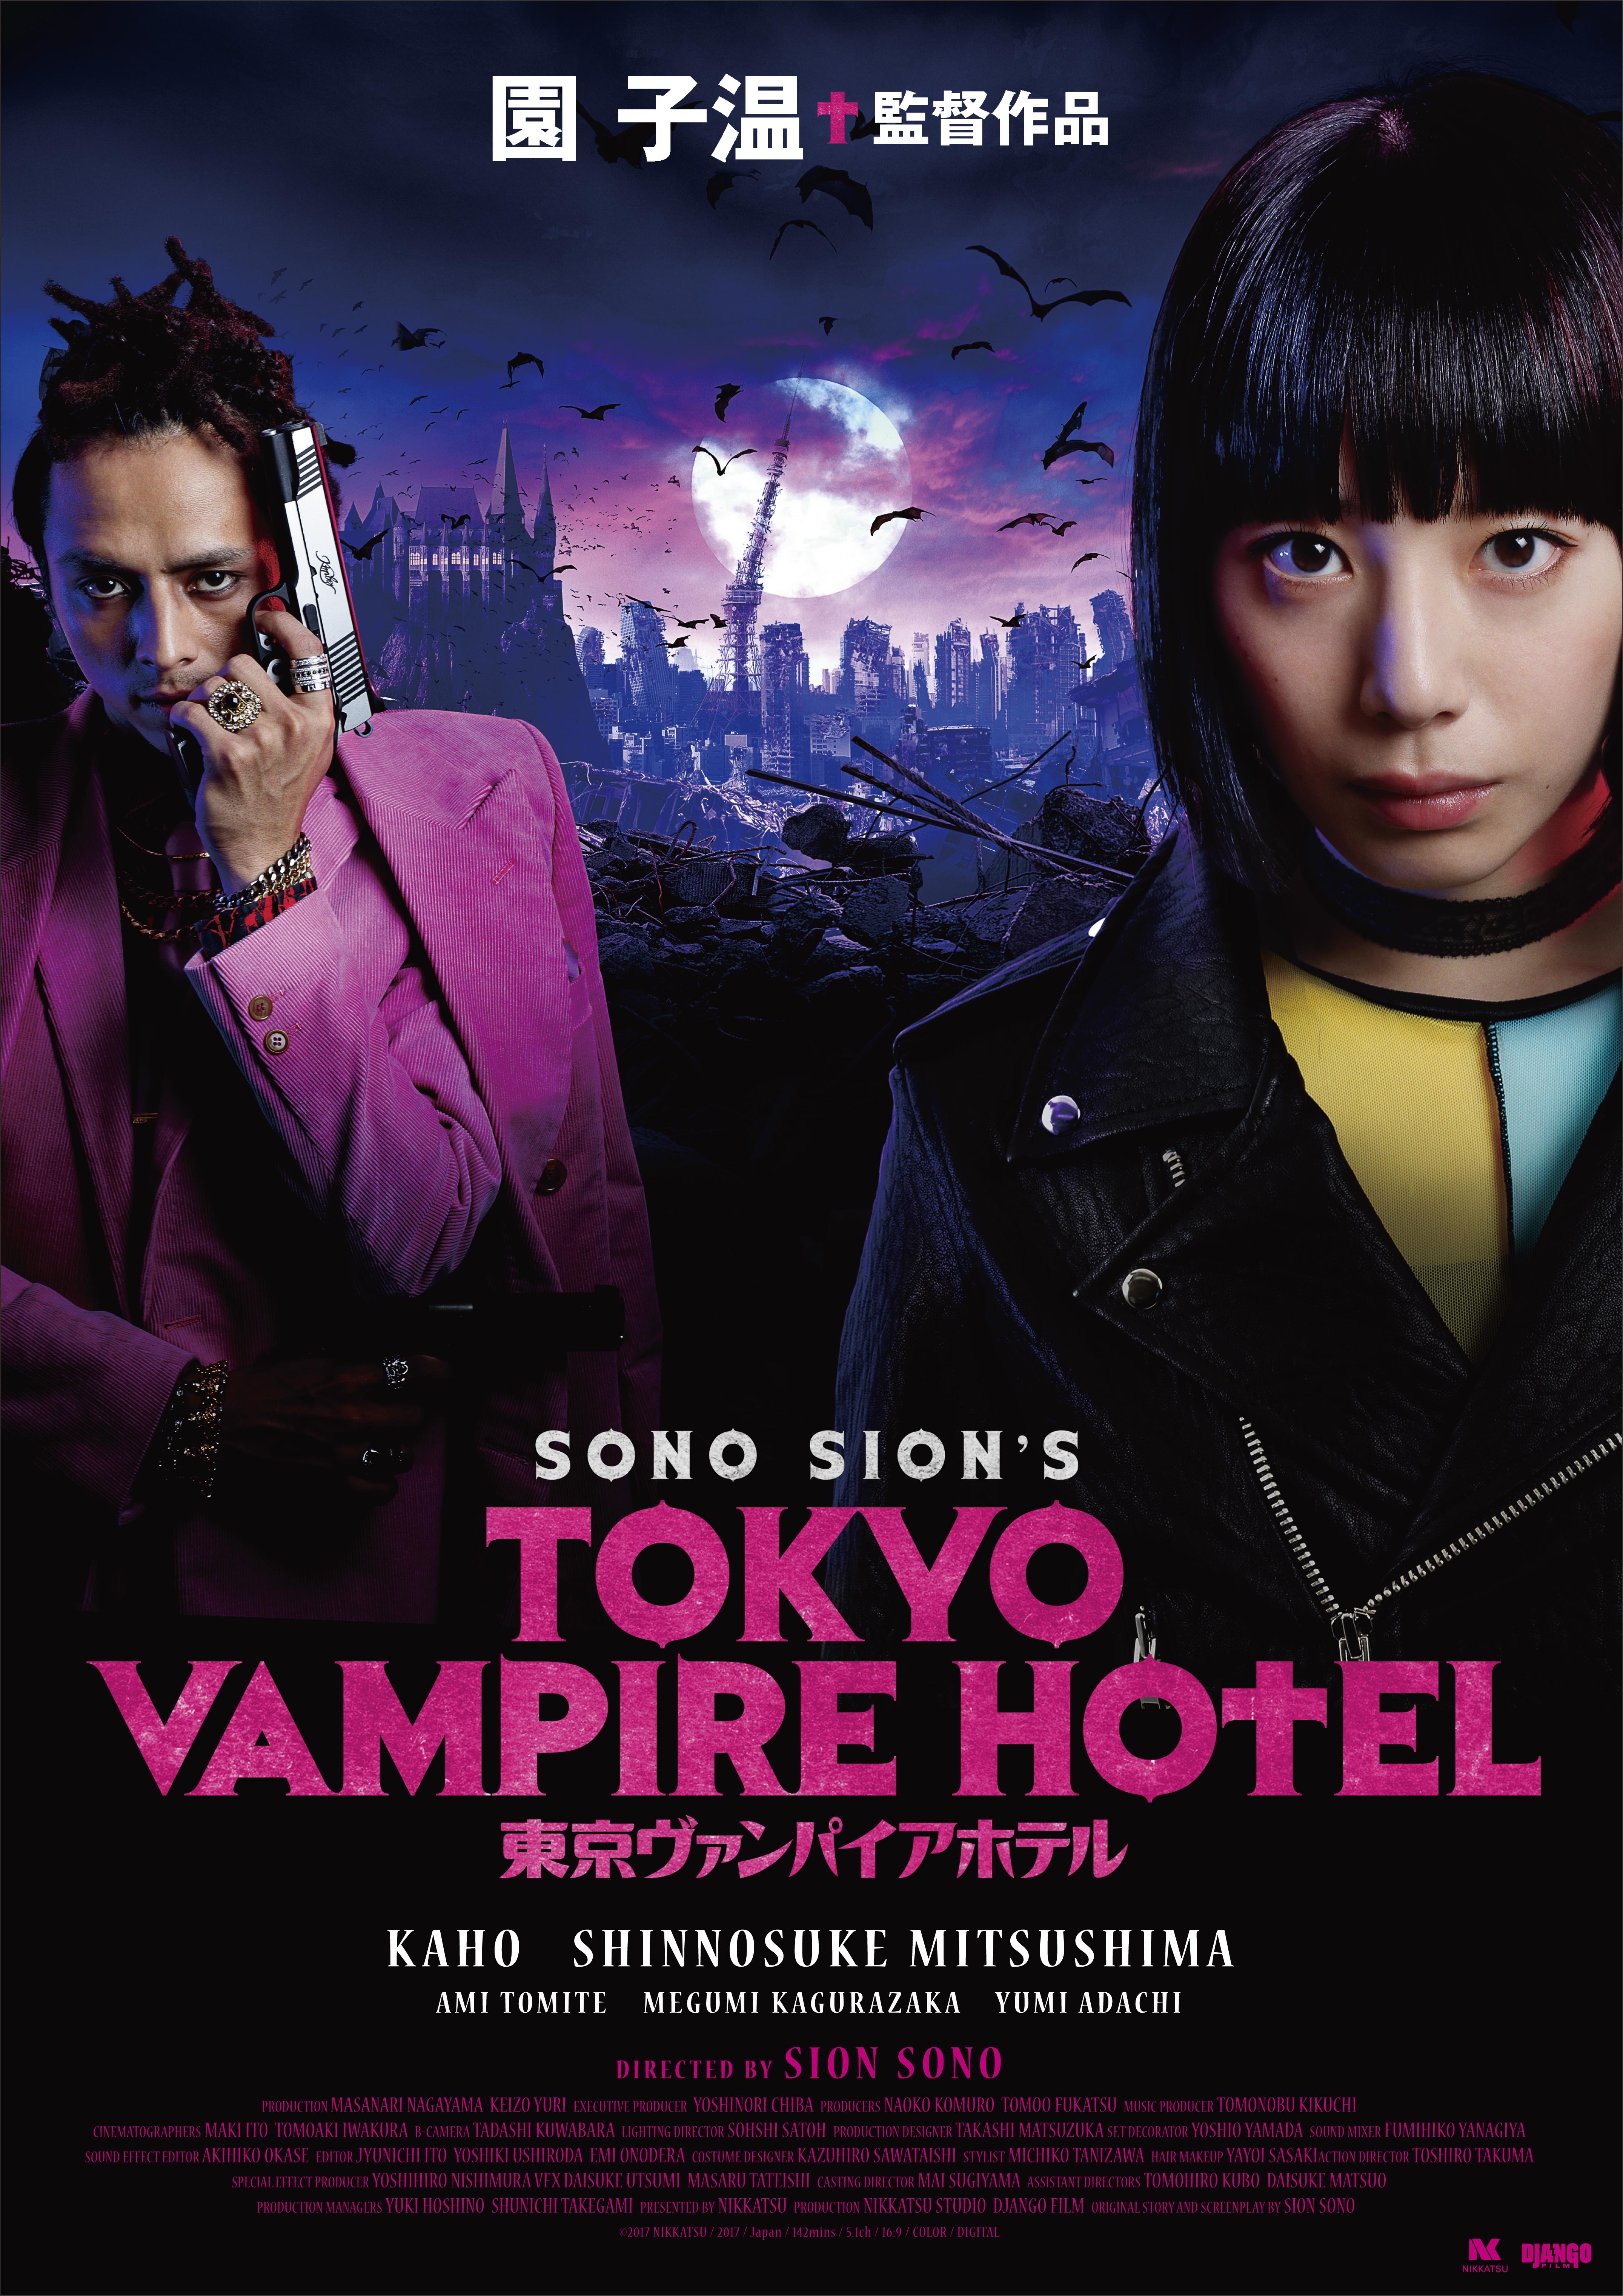 園 子温✝監督作品
SONO SION'S
TOKYO
VAMPIRE HOTEL
東京ヴァンパイアホテル
KAHO SHINNOSUKE MITSUSHIMA
AMI TOMITE MEGUMI KAGURAZAKA YUMI ADACHI
DIRECTED BY SION SONO
PRODUCTION MASANARI NAGAYAMA KEIZO YURI EXECUTIVE PRODUCER YOSHINORI CHIBA PRODUCERS NAOKO KOMURO TOMOO FUKATSU MUSIC PRODUCER TOMONOBU KIKUCHI
CINEMATOGRAPHERS MAKI ITO TOMOAKI IWAKURA B-CAMERA TADASHI KUWABARA LIGHTING DIRECTOR SOHSHI SATOH PRODUCTION DESIGNER TAKASHI MATSUZUKA SET DECORATOR YOSHIO YAMADA SOUND MIXER FUMIHIKO YANAGIYA
SOUND EFFECT EDITOR AKIHIKO OKASE EDITOR JYUNICHI ITO YOSHIKI USHIRODA EMI ONODERA COSTUME DESIGNER KAZUHIRO SAWATAISHI STYLIST MICHIKO TANIZAWA HAIR MAKEUP YAYOI SASAKI ACTION DIRECTOR TOSHIRO TAKUMA
SPECIAL EFFECT PRODUCER YOSHIHIRO NISHIMURA VFX DAISUKE UTSUMI MASARU TATEISHI CASTING DIRECTOR MAI SUGIYAMA ASSISTANT DIRECTORS TOMOHIRO KUBO DAISUKE MATSUO
PRODUCTION MANAGERS YUKI HOSHINO SHUNICHI TAKEGAMI PRESENTED BY NIKKATSU PRODUCTION NIKKATSU STUDIO DJANGO FILM ORIGINAL STORY AND SCREENPLAY BY SION SONO
©2017 NIKKATSU / 2017 / Japan / 142mins / 5.1ch / 16:9 / COLOR / DIGITAL
NIKKATSU
DJANGO
FILM